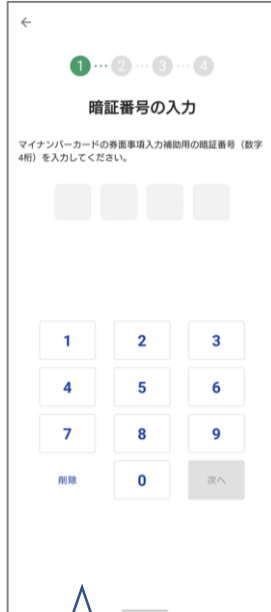 ←
1 ··· 2 ··· 3 ··· 4
暗証番号の入力
マイナンバーカードの券面事項入力補助用の暗証番号（数字
4桁）を入力してください。
1 2 3
4 5 6
7 8 9
削除 0 次へ